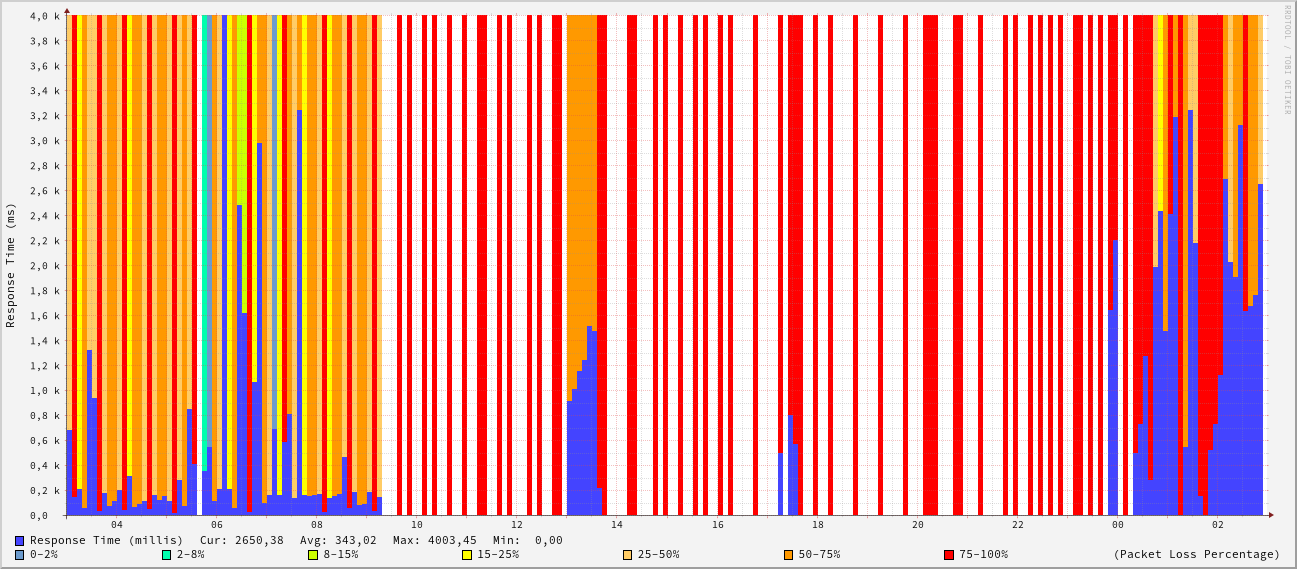 RRDTOOL / TOBI OETIKER
Response Time (ms)
4,0 k
3,8 k
3,6 k
3,4 k
3,2 k
3,0 k
2,8 k
2,6 k
2,4 k
2,2 k
2,0 k
1,8 k
1,6 k
1,4 k
1,2 k
1,0 k
0,8 k
0,6 k
0,4 k
0,2 k
0,0
04 06 08 10 12 14 16 18 20 22 00 02
Response Time (millis) Cur: 2650,38 Avg: 343,02 Max: 4003,45 Min: 0,00
0-2% 2-8% 8-15% 15-25% 25-50% 50-75% 75-100% (Packet Loss Percentage)